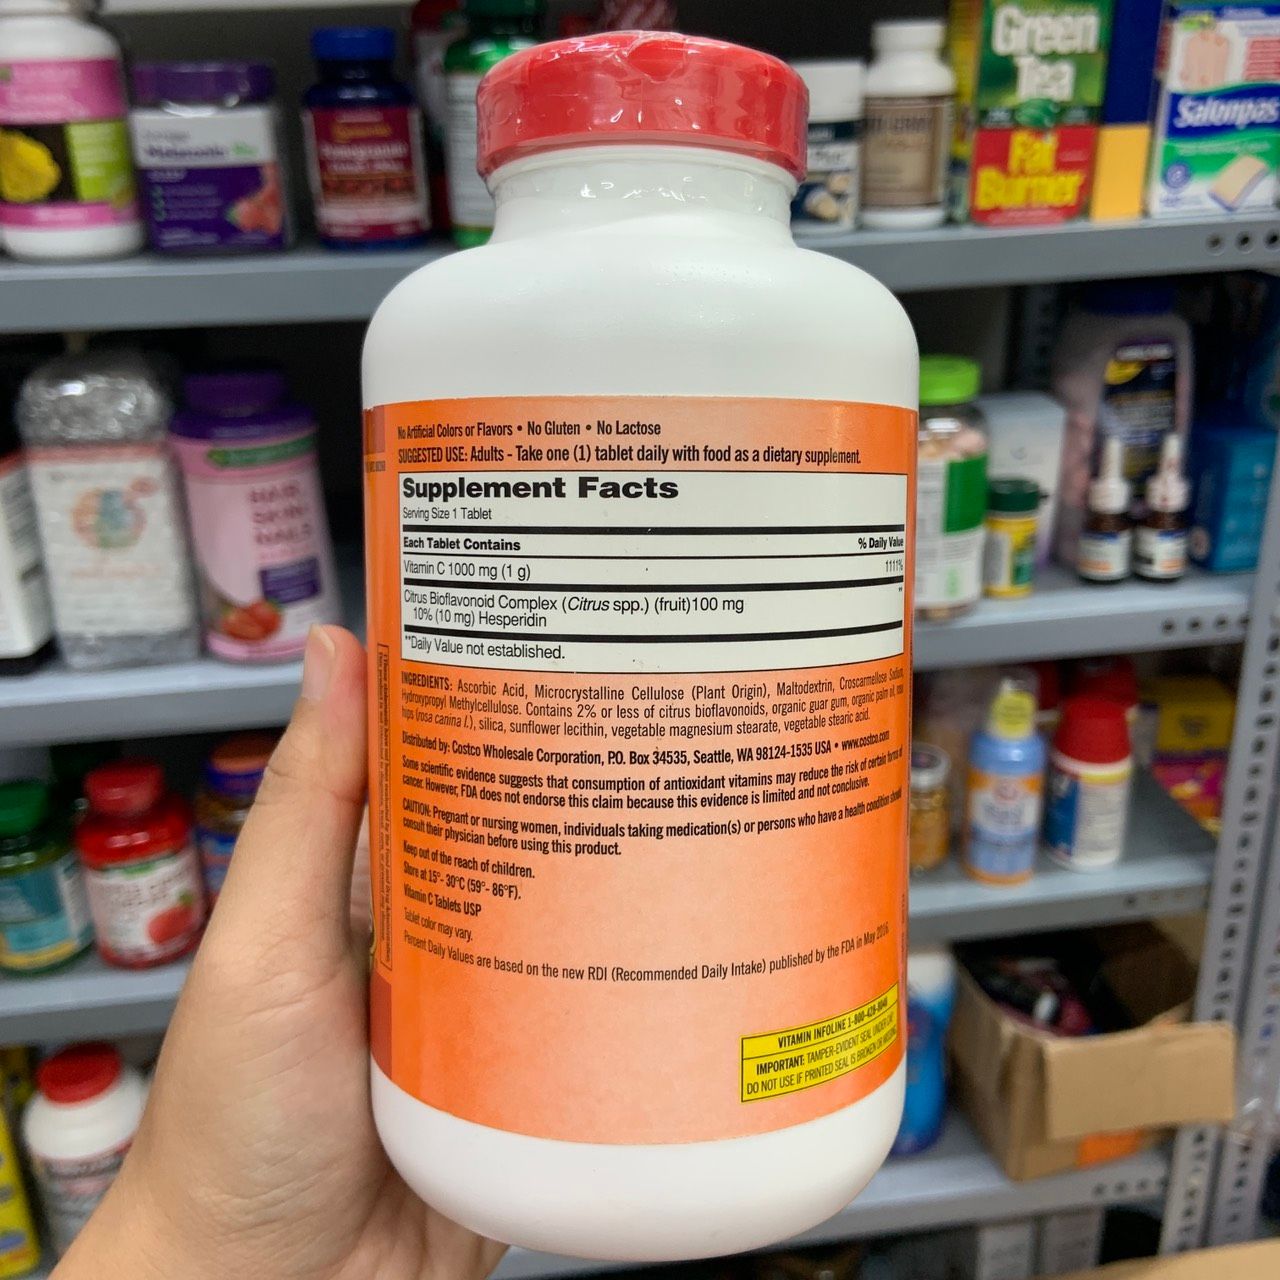 Green
Tea
Fat
Burner
Salonpas
HAIR
SKIN
NAILS
No Artificial Colors or Flavors • No Gluten • No Lactose
SUGGESTED USE: Adults - Take one (1) tablet daily with food as a dietary supplement.
Supplement Facts
Serving Size 1 Tablet
Each Tablet Contains % Daily Value
Vitamin C 1000 mg (1 g) 1111%
Citrus Bioflavonoid Complex (Citrus spp.) (fruit)100 mg **
10% (10 mg) Hesperidin
**Daily Value not established.
INGREDIENTS: Ascorbic Acid, Microcrystalline Cellulose (Plant Origin), Maltodextrin, Croscarmellose Sodium,
Hydroxypropyl Methylcellulose. Contains 2% or less of citrus bioflavonoids, organic guar gum, organic palm oil, rose
hips (rosa canina l.), silica, sunflower lecithin, vegetable magnesium stearate, vegetable stearic acid.
Distributed by: Costco Wholesale Corporation, P.O. Box 34535, Seattle, WA 98124-1535 USA • www.costco.com
Some scientific evidence suggests that consumption of antioxidant vitamins may reduce the risk of certain forms of
cancer. However, FDA does not endorse this claim because this evidence is limited and not conclusive.
CAUTION: Pregnant or nursing women, individuals taking medication(s) or persons who have a health condition should
consult their physician before using this product.
Keep out of the reach of children.
Store at 15°- 30°C (59°- 86°F).
Vitamin C Tablets USP
Tablet color may vary.
Percent Daily Values are based on the new RDI (Recommended Daily Intake) published by the FDA in May 2016.
VITAMIN INFOLINE 1-800-429-
IMPORTANT: TAMPER-EVIDENT SEAL UNDER CAP.
DO NOT USE IF PRINTED SEAL IS BROKEN OR MISSING.